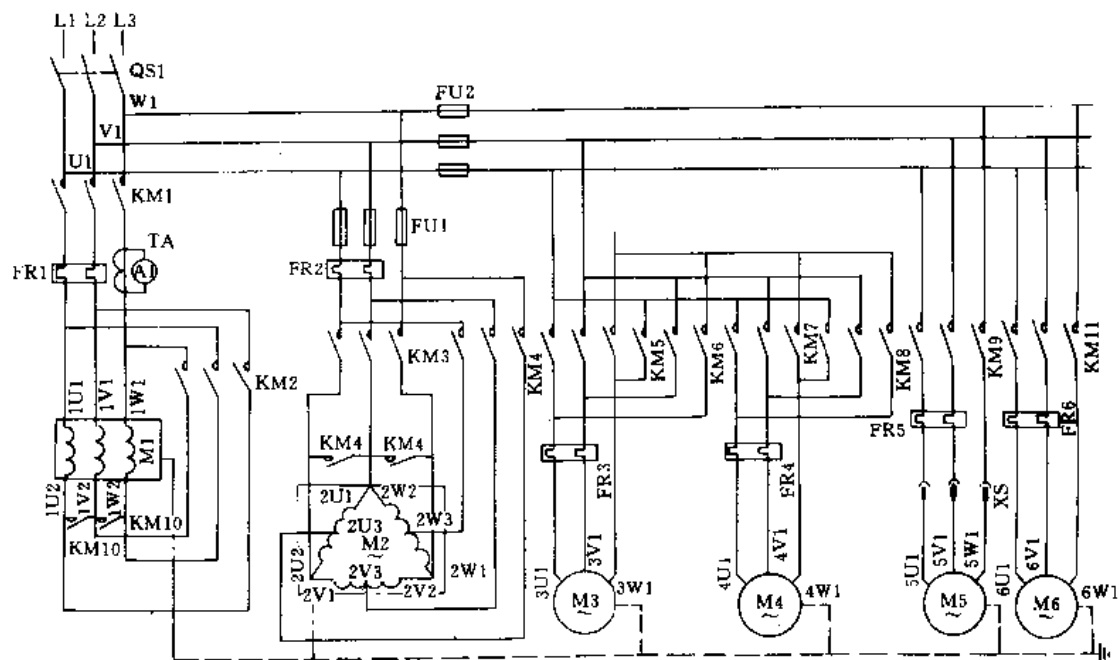 L1 L2 L3
QS1
W1
FU2
V1
U1
KM1
FU1
TA
FR1
A1
FR2
KM3
KM4
KM5
KM6
KM7
KM8
KM9
KM11
KM2
1U1
1V1
1W1
M1
KM4 KM4
FR3
FR4
FR5
FR6
1U2
1V2
1W2
KM10
KM10
2U1
2W2
2U3
2W3
M2
~
2U2
2V3
2W1
2V1
2V2
XS
3U1
3V1
3W1
M3
~
4U1
4V1
4W1
M4
~
5U1
5V1
5W1
M5
~
6U1
6V1
6W1
M6
~